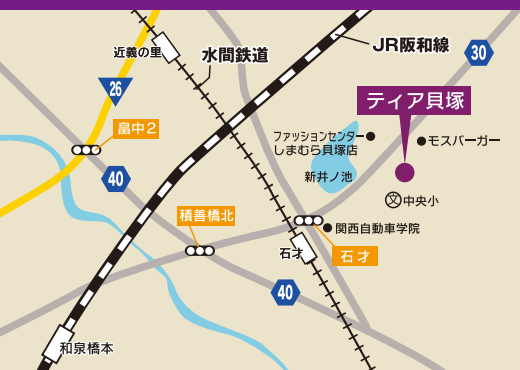 近義の里
水間鉄道
JR阪和線
30
26
ティア貝塚
畠中2
ファッションセンター
しまむら貝塚店
モスバーガー
40
新井ノ池
文
中央小
積善橋北
関西自動車学院
石才
石才
40
和泉橋本